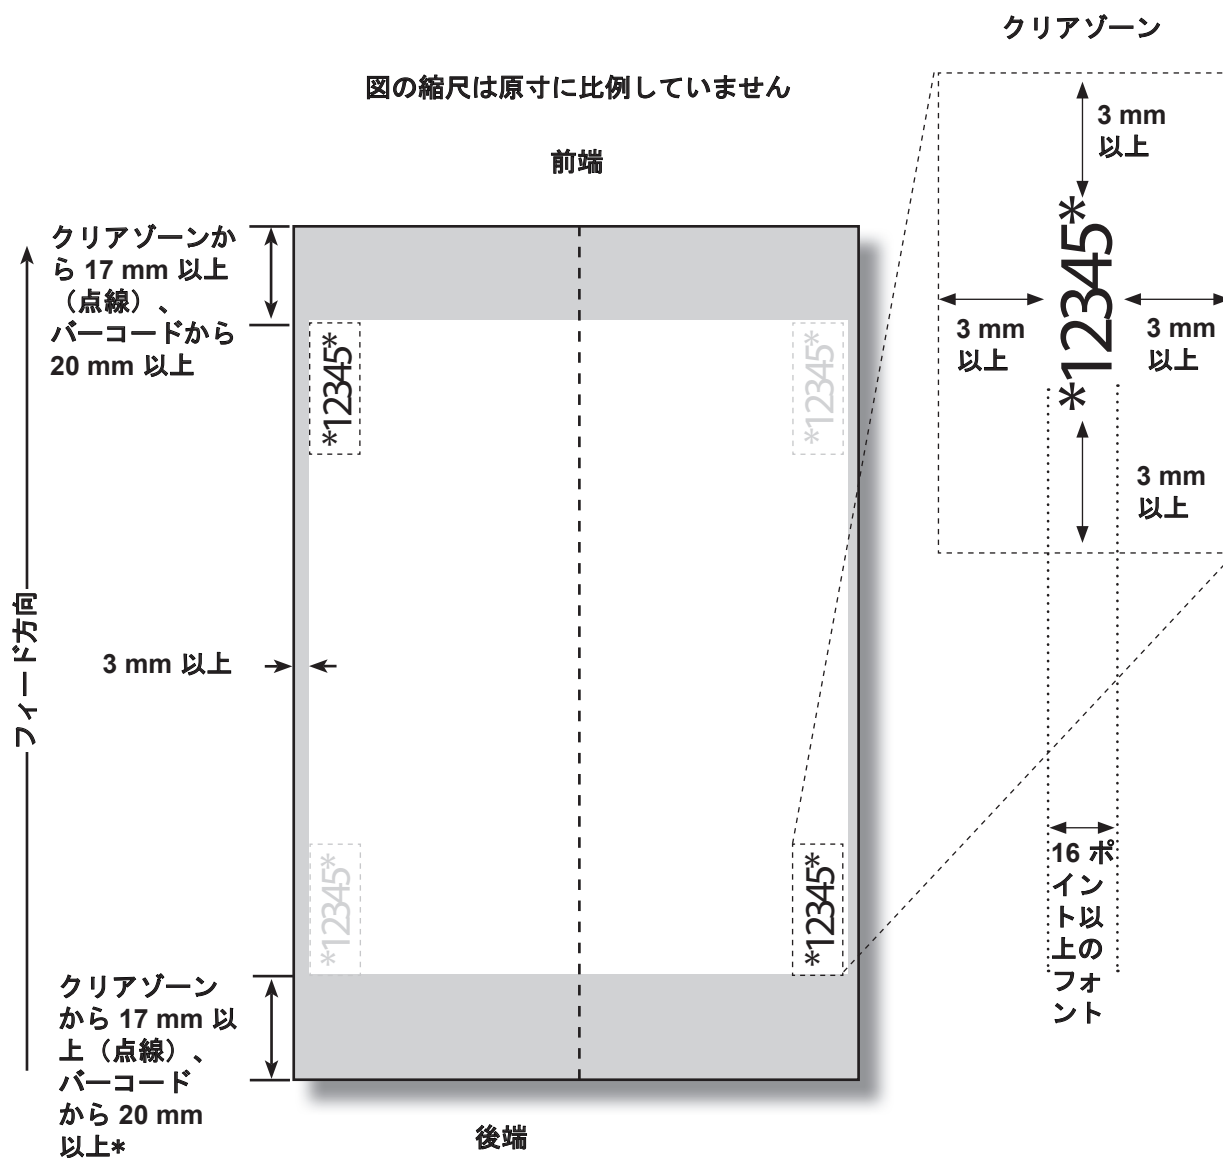 クリアゾーン
図の縮尺は原寸に比例していません
前端
3 mm
以上
クリアゾーンか
ら 17 mm 以上
（点線）、
バーコードから
20 mm 以上
*12345*
*12345*
*12345*
3 mm
以上
3 mm
以上
3 mm
以上
フィード方向
3 mm 以上
*12345*
*12345*
16 ポ
イン
ト以
上の
フォ
ント
クリアゾーン
から 17 mm 以
上（点線）、
バーコード
から 20 mm
以上*
後端